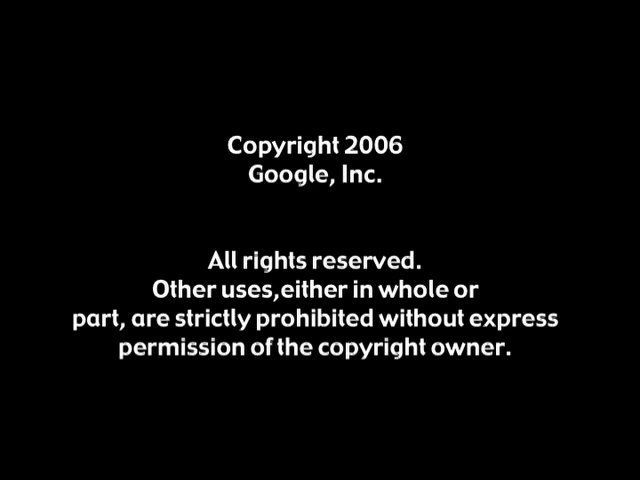 Copyright 2006
Google, Inc.
All rights reserved.
Other uses,either in whole or
part, are strictly prohibited without express
permission of the copyright owner.